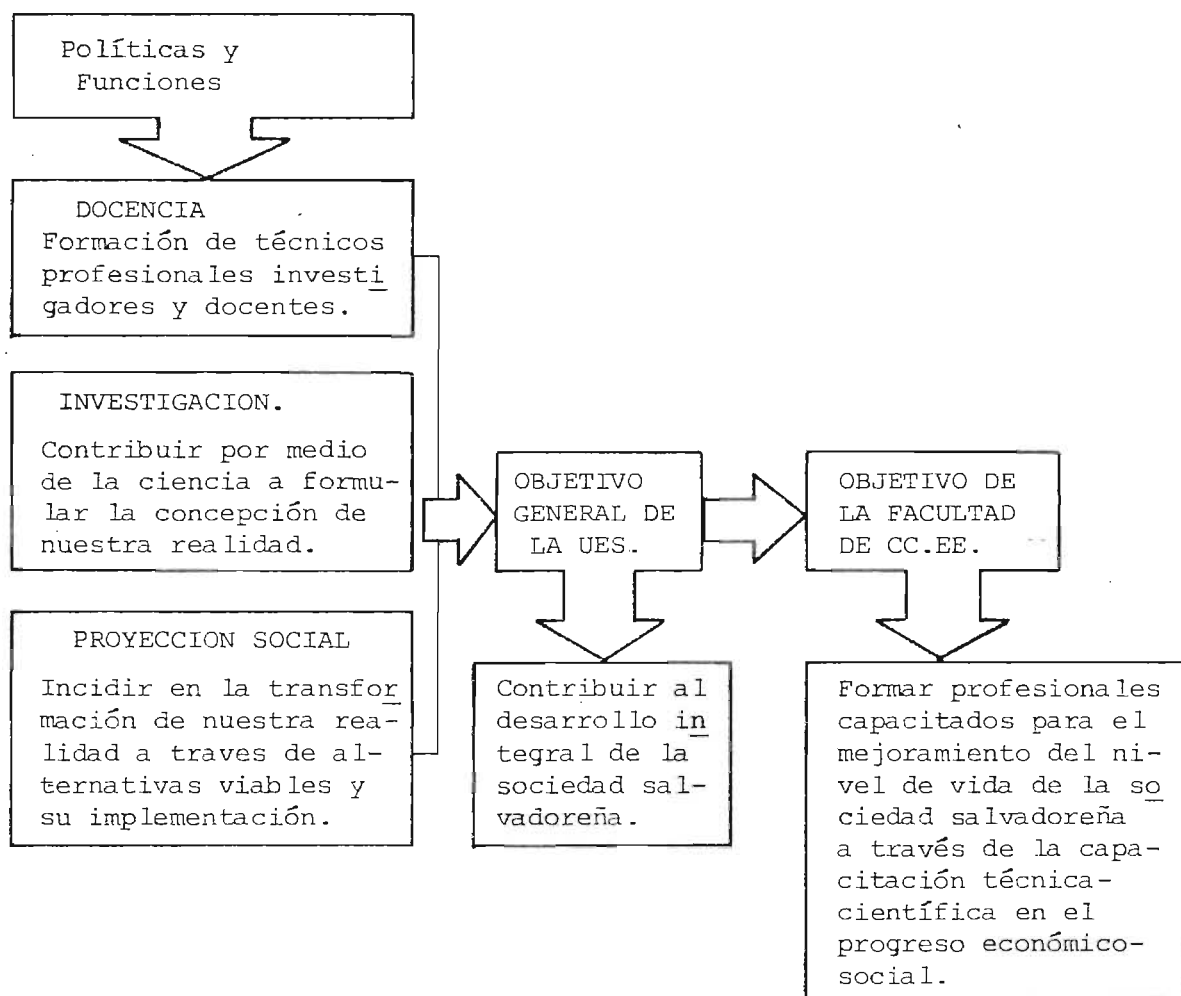 Políticas y
Funciones
DOCENCIA
Formación de técnicos
profesionales investi
gadores y docentes.
INVESTIGACION.
Contribuir por medio
de la ciencia a formu-
lar la concepción de
nuestra realidad.
PROYECCION SOCIAL
Incidir en la transfor
mación de nuestra rea-
lidad a traves de al-
ternativas viables y
su implementación.
OBJETIVO
GENERAL DE
LA UES.
Contribuir al
desarrollo in
tegral de la
sociedad sal-
vadoreña.
OBJETIVO DE
LA FACULTAD
DE CC.EE.
Formar profesionales
capacitados para el
mejoramiento del ni-
vel de vida de la so
ciedad salvadoreña
a través de la capa-
citación técnica-
científica en el
progreso económico-
social.